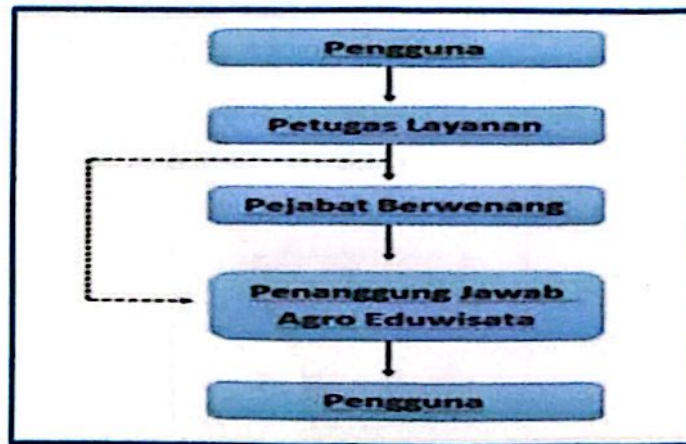 Pengguna
Petugas Layanan
Pejabat Berwenang
Penanggung Jawab
Agro Eduwisata
Pengguna